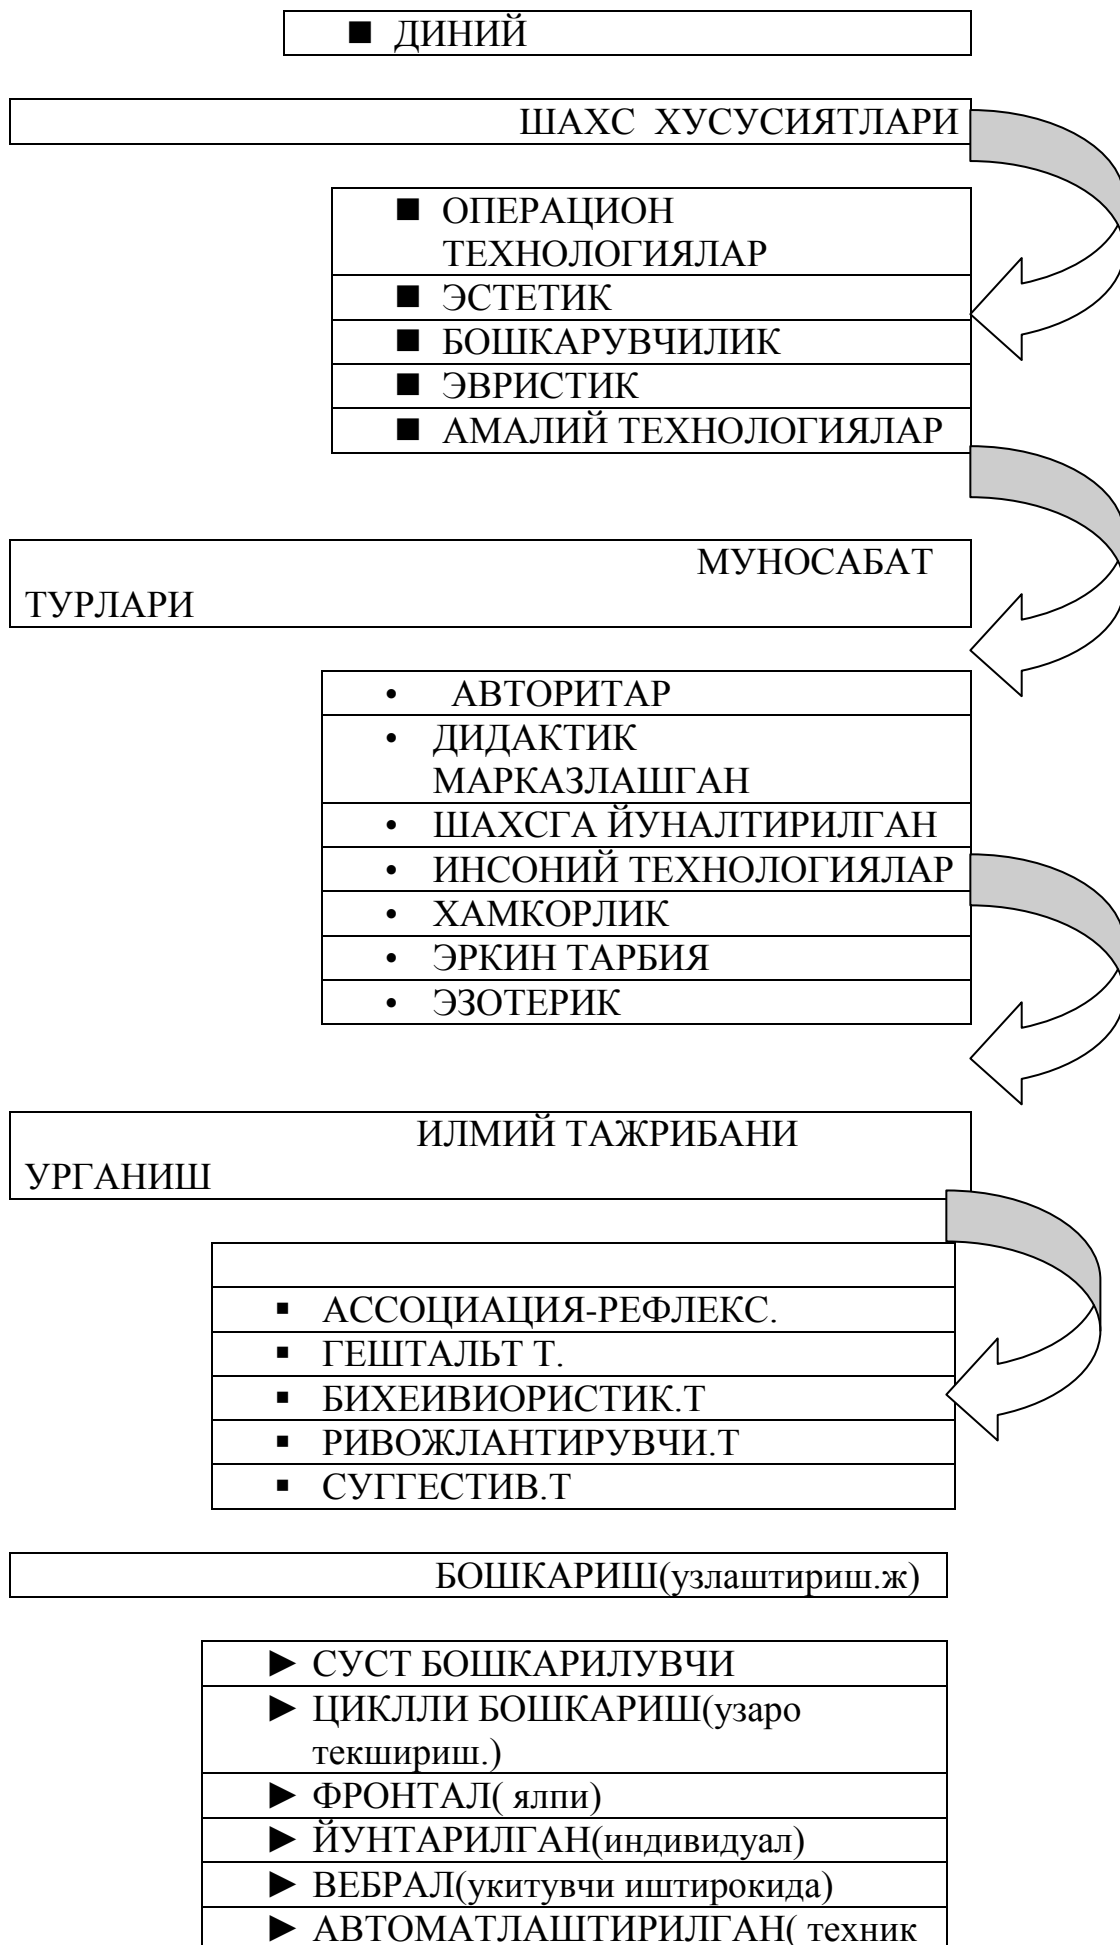 ■ ДИНИЙ
ШАХС ХУСУСИЯТЛАРИ
■ ОПЕРАЦИОН
ТЕХНОЛОГИЯЛАР
■ ЭСТЕТИК
■ БОШКАРУВЧИЛИК
■ ЭВРИСТИК
■ АМАЛИЙ ТЕХНОЛОГИЯЛАР
МУНОСАБАТ
ТУРЛАРИ
• АВТОРИТАР
• ДИДАКТИК
МАРКАЗЛАШГАН
• ШАХСГА ЙУНАЛТИРИЛГАН
• ИНСОНИЙ ТЕХНОЛОГИЯЛАР
• ХАМКОРЛИК
• ЭРКИН ТАРБИЯ
• ЭЗОТЕРИК
ИЛМИЙ ТАЖРИБАНИ
УРГАНИШ
▪ АССОЦИАЦИЯ-РЕФЛЕКС.
▪ ГЕШТАЛЬТ Т.
▪ БИХЕИВИОРИСТИК.Т
▪ РИВОЖЛАНТИРУВЧИ.Т
▪ СУГГЕСТИВ.Т
БОШКАРИШ(узлаштириш.ж)
► СУСТ БОШКАРИЛУВЧИ
► ЦИКЛЛИ БОШКАРИШ(узаро
текшириш.)
► ФРОНТАЛ( ялпи)
► ЙУНТАРИЛГАН(индивидуал)
► ВЕБРАЛ(укитувчи иштирокида)
► АВТОМАТЛАШТИРИЛГАН( техник